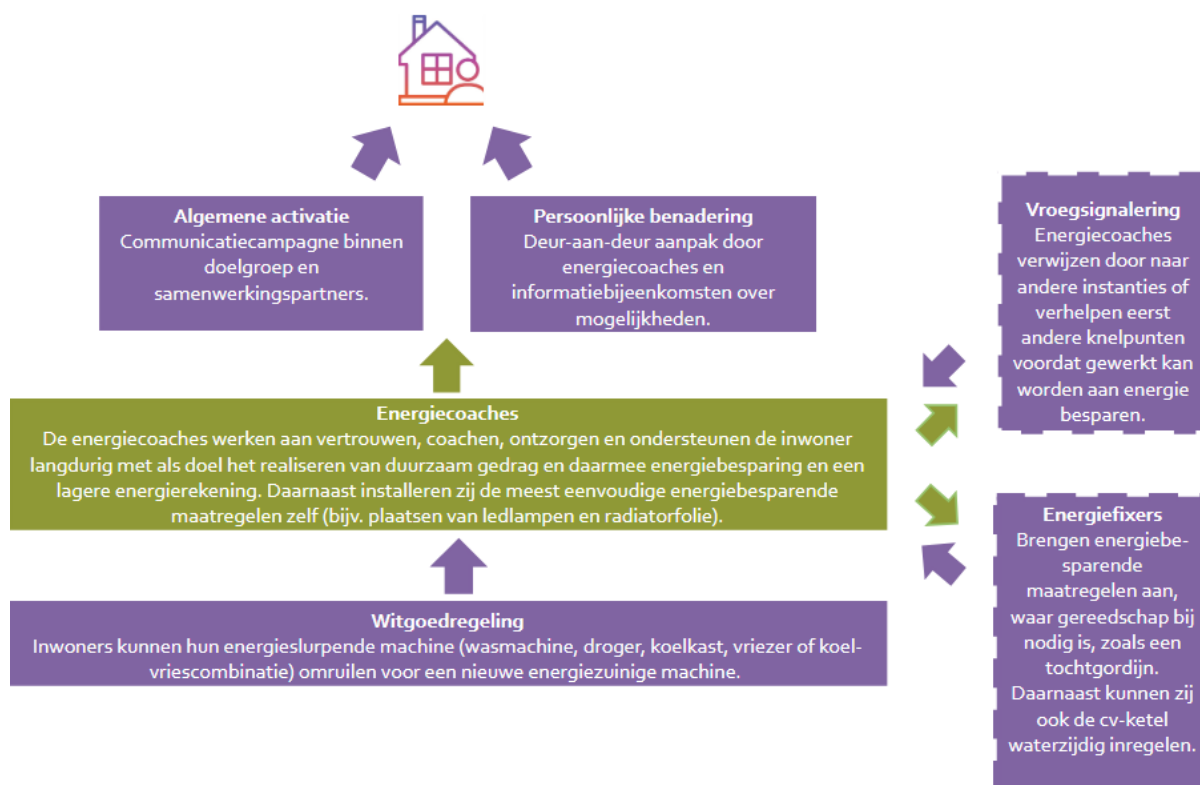 Algemene activatie
Communicatiecampagne binnen
doelgroep en
samenwerkingspartners.
Persoonlijke benadering
Deur-aan-deur aanpak door
energiecoaches en
informatiebijeenkomsten over
mogelijkheden.
Vroegsignalering
Energiecoaches
verwijzen door naar
andere instanties of
verhelpen eerst
andere knelpunten
voordat gewerkt kan
worden aan energie
besparen.
Energiecoaches
De energiecoaches werken aan vertrouwen, coachen, ontzorgen en ondersteunen de inwoner
langdurig met als doel het realiseren van duurzaam gedrag en daarmee energiebesparing en een
lagere energierekening. Daarnaast installeren zij de meest eenvoudige energiebesparende
maatregelen zelf (bijv. plaatsen van ledlampen en radiatorfolie).
Energiefixers
Brengen energiebe-
sparende
maatregelen aan,
waar gereedschap bij
nodig is, zoals een
tochtgordijn.
Daarnaast kunnen zij
ook de cv-ketel
waterzijdig inregelen.
Witgoedregeling
Inwoners kunnen hun energieslurpende machine (wasmachine, droger, koelkast, vriezer of koel-
vriescombinatie) omruilen voor een nieuwe energiezuinige machine.